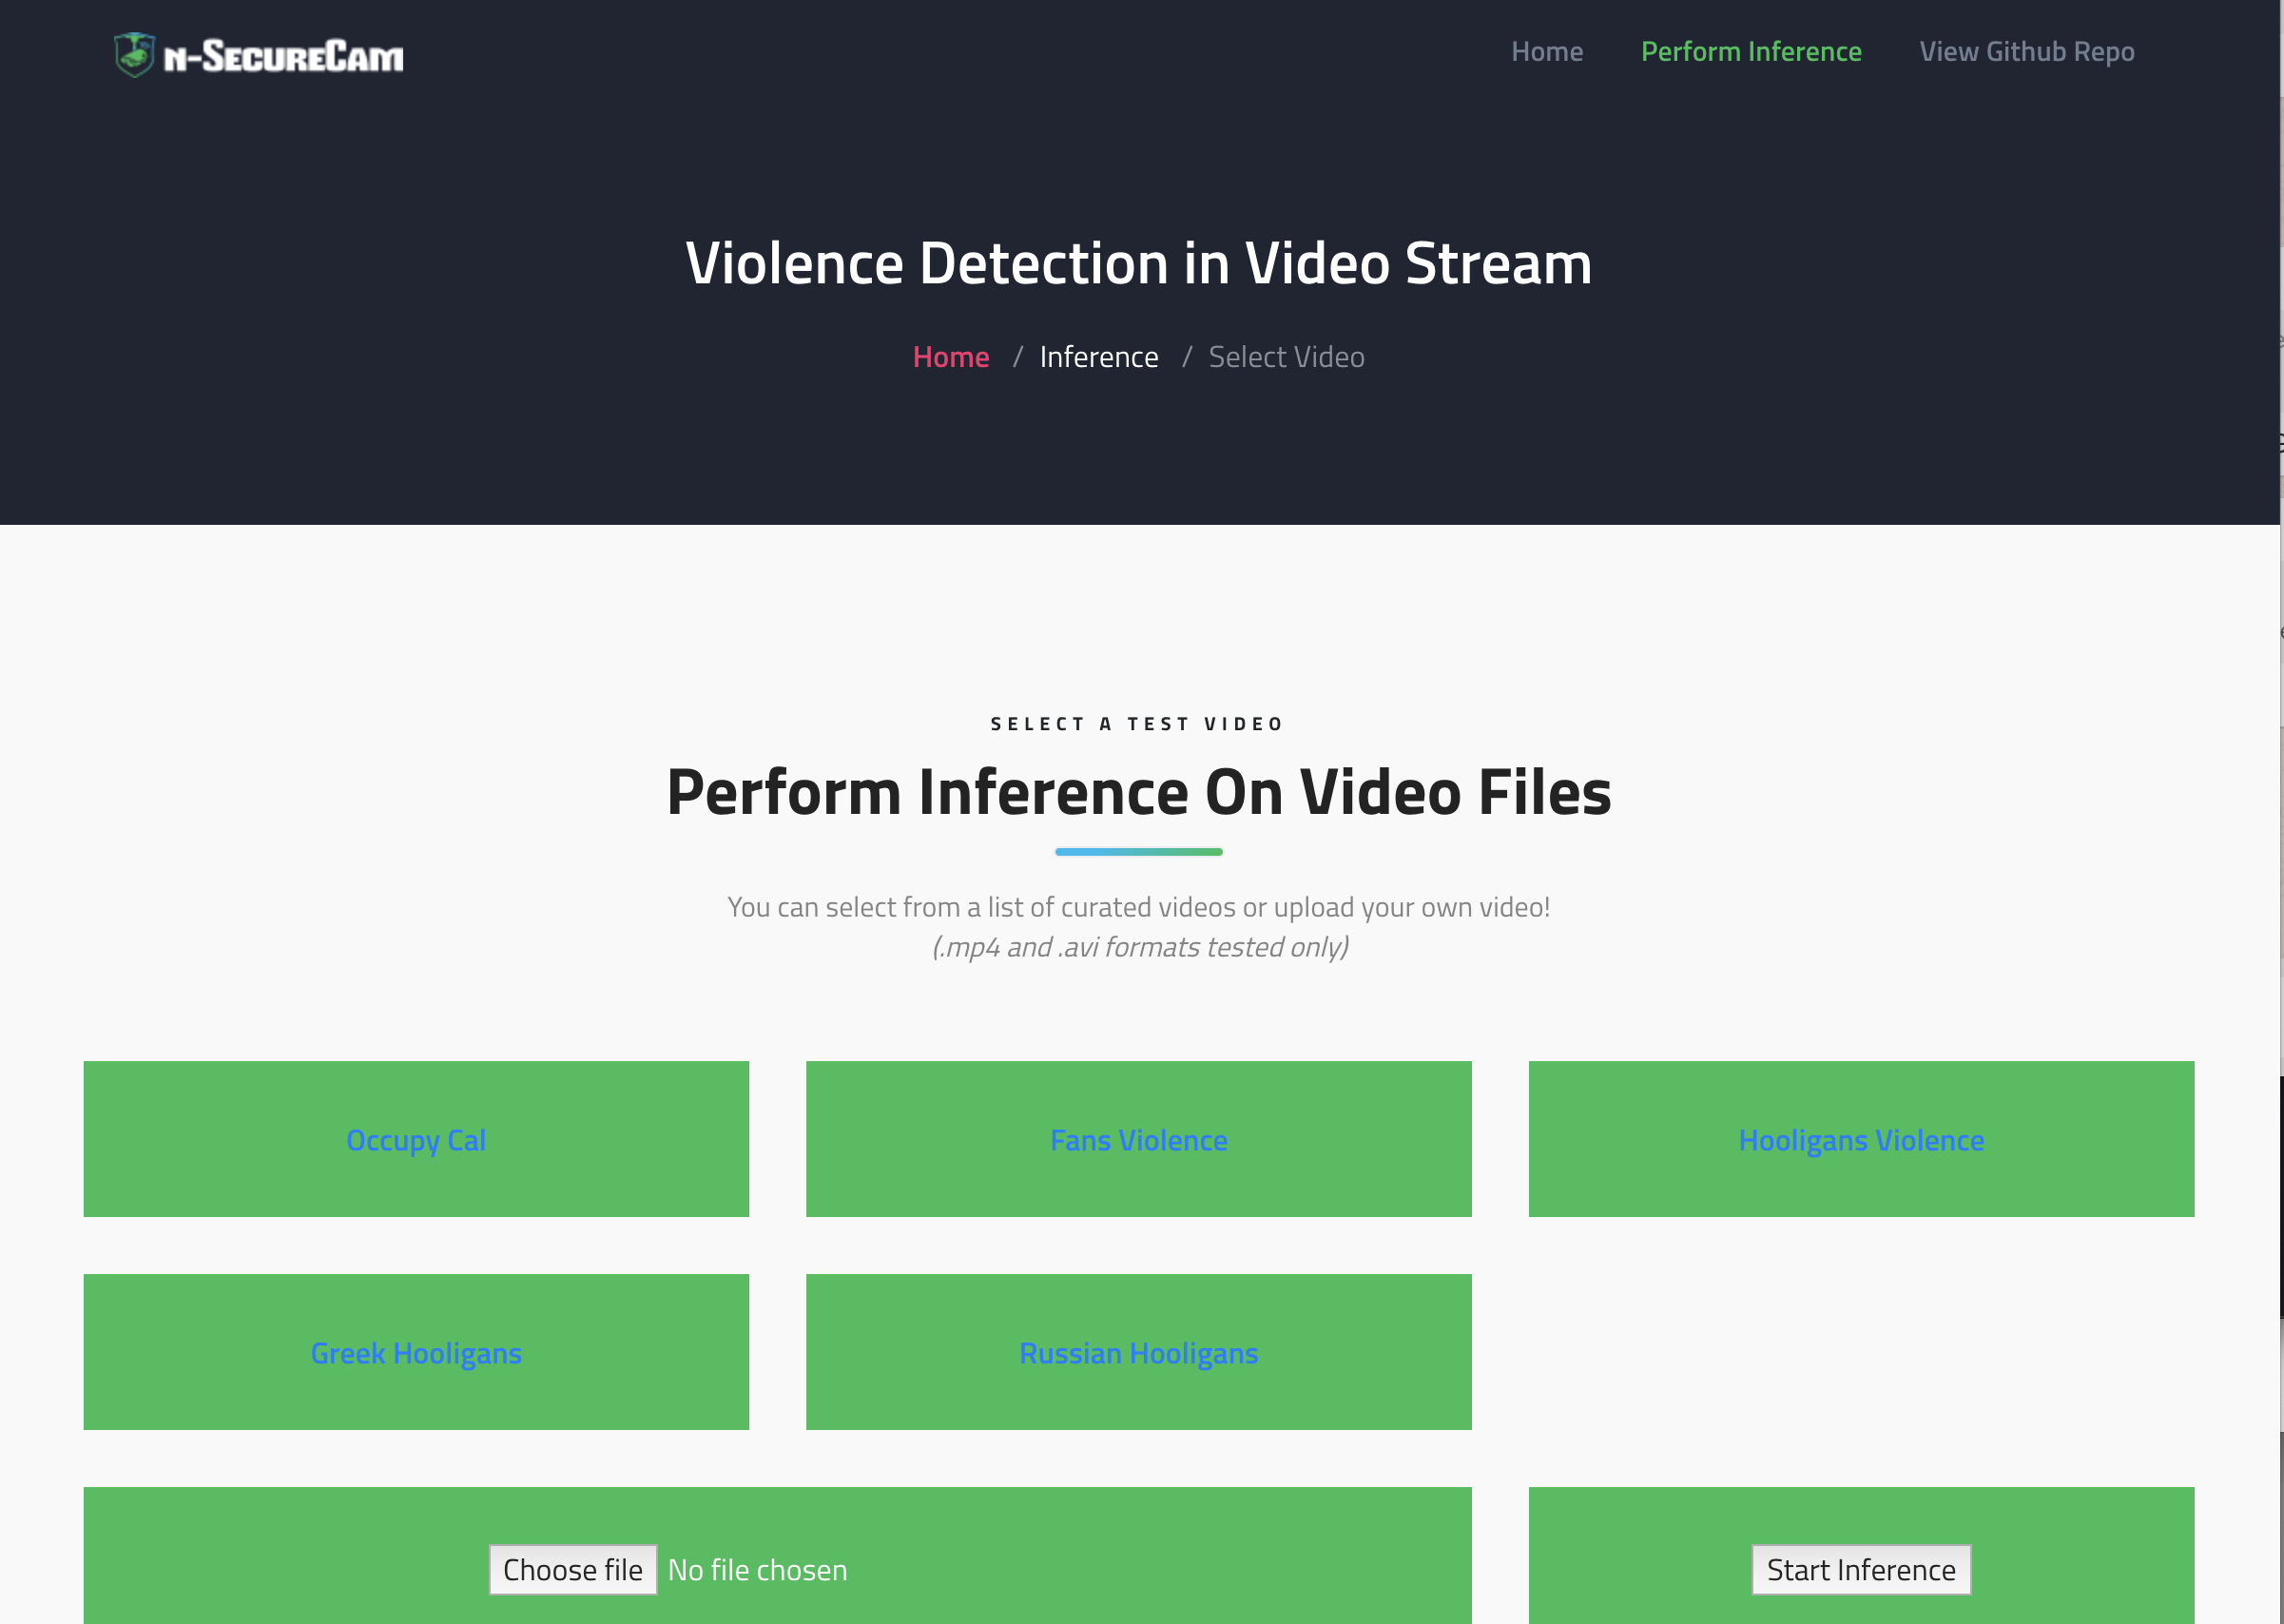 n-SecureCam
Home Perform Inference View Github Repo
Violence Detection in Video Stream
Home / Inference / Select Video
SELECT A TEST VIDEO
Perform Inference On Video Files
You can select from a list of curated videos or upload your own video!
(.mp4 and .avi formats tested only)
Occupy Cal
Fans Violence
Hooligans Violence
Greek Hooligans
Russian Hooligans
Choose file No file chosen
Start Inference